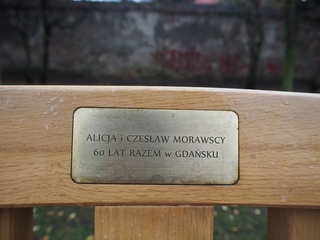 ALICJA i CZESŁAW MORAWSCY
60 LAT RAZEM w GDAŃSKU